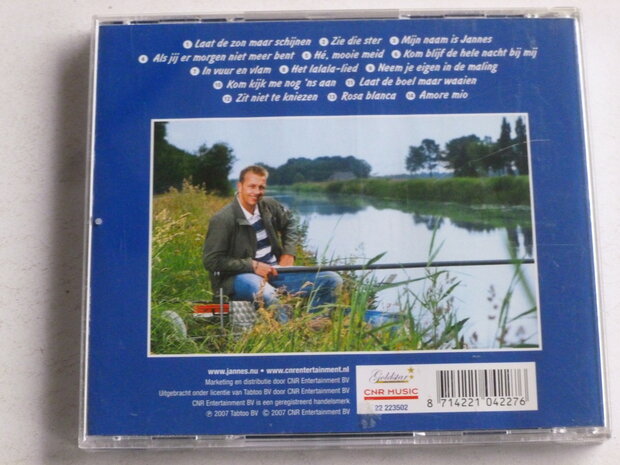 1 Laat de zon maar schijnen 2 Zie die ster 3 Mijn naam is Jannes
4 Als jij er morgen niet meer bent 5 Hé, mooie meid 6 Kom blijf de hele nacht bij mij
7 In vuur en vlam 8 Het lalala-lied 9 Neem je eigen in de maling
10 Kom kijk me nog 'ns aan 11 Laat de boel maar waaien
12 Zit niet te kniezen 13 Rosa blanca 14 Amore mio
www.jannes.nu • www.cnrentertainment.nl
Marketing en distributie door CNR Entertainment BV
Uitgebracht onder licentie van Tabtoo BV door CNR Entertainment BV
CNR Entertainment BV is een geregistreerd handelsmerk
℗ 2007 Tabtoo BV © 2007 CNR Entertainment BV
Goldstar
CNR MUSIC
22 223502
8 714221 042276